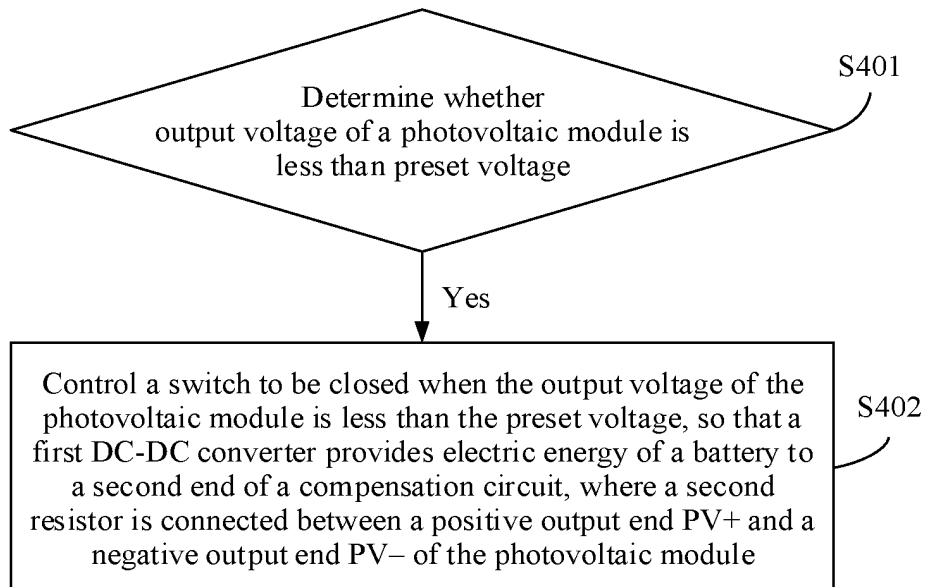 Determine whether
output voltage of a photovoltaic module is
less than preset voltage
S401
Yes
Control a switch to be closed when the output voltage of the
photovoltaic module is less than the preset voltage, so that a
first DC-DC converter provides electric energy of a battery to
a second end of a compensation circuit, where a second
resistor is connected between a positive output end PV+ and a
negative output end PV− of the photovoltaic module
S402